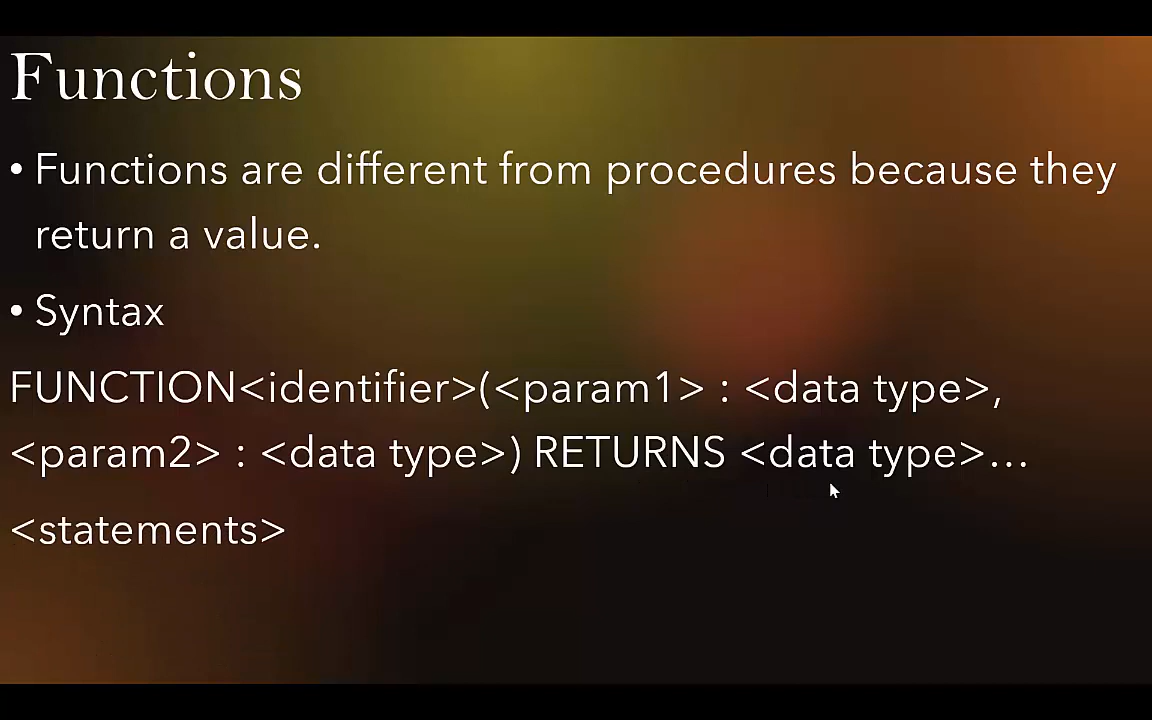 Functions
• Functions are different from procedures because they
return a value.
• Syntax
FUNCTION<identifier>(<param1> : <data type>,
<param2> : <data type>) RETURNS <data type>…
<statements>